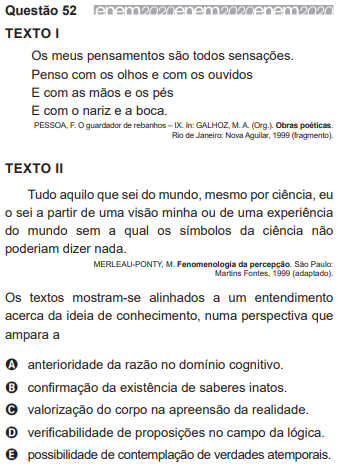 Questão 52 enem2020enem2020enem2020
TEXTO I
Os meus pensamentos são todos sensações.
Penso com os olhos e com os ouvidos
E com as mãos e os pés
E com o nariz e a boca.
PESSOA, F. O guardador de rebanhos – IX. In: GALHOZ, M. A. (Org.). Obras poéticas.
Rio de Janeiro: Nova Aguilar, 1999 (fragmento).
TEXTO II
Tudo aquilo que sei do mundo, mesmo por ciência, eu
o sei a partir de uma visão minha ou de uma experiência
do mundo sem a qual os símbolos da ciência não
poderiam dizer nada.
MERLEAU-PONTY, M. Fenomenologia da percepção. São Paulo:
Martins Fontes, 1999 (adaptado).
Os textos mostram-se alinhados a um entendimento
acerca da ideia de conhecimento, numa perspectiva que
ampara a
A anterioridade da razão no domínio cognitivo.
B confirmação da existência de saberes inatos.
C valorização do corpo na apreensão da realidade.
D verificabilidade de proposições no campo da lógica.
E possibilidade de contemplação de verdades atemporais.